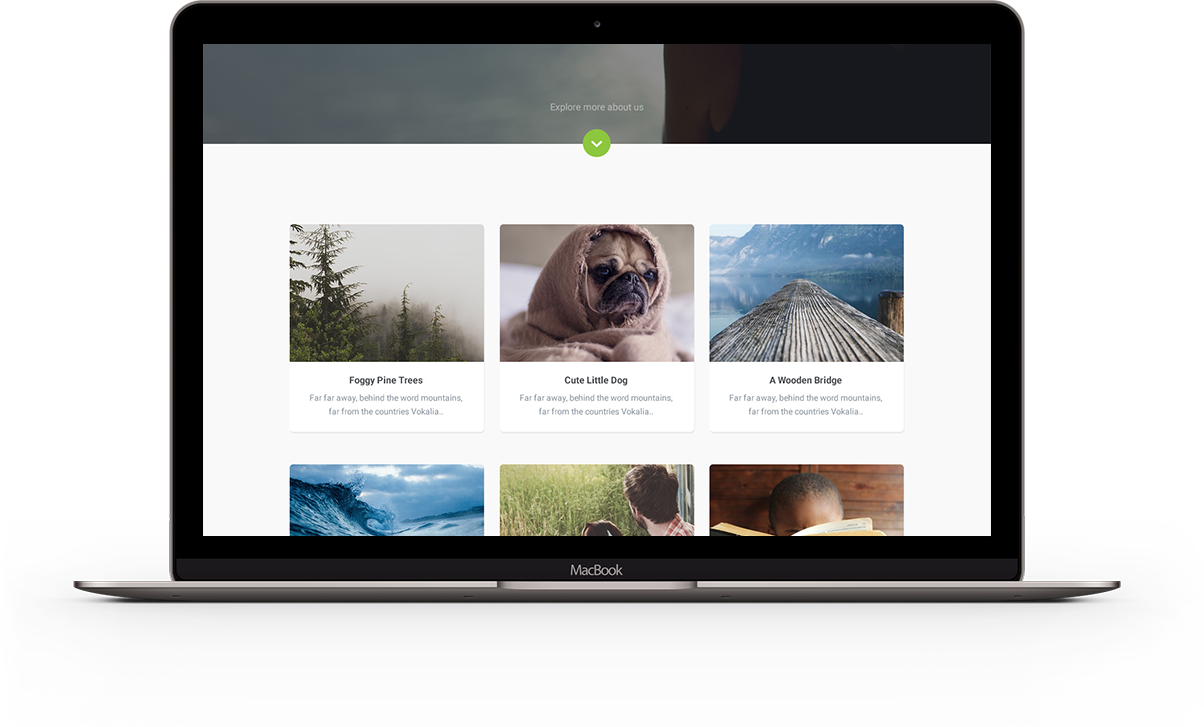 Explore more about us
Foggy Pine Trees
Far far away, behind the word mountains,
far from the countries Vokalia..
Cute Little Dog
Far far away, behind the word mountains,
far from the countries Vokalia..
A Wooden Bridge
Far far away, behind the word mountains,
far from the countries Vokalia..
MacBook